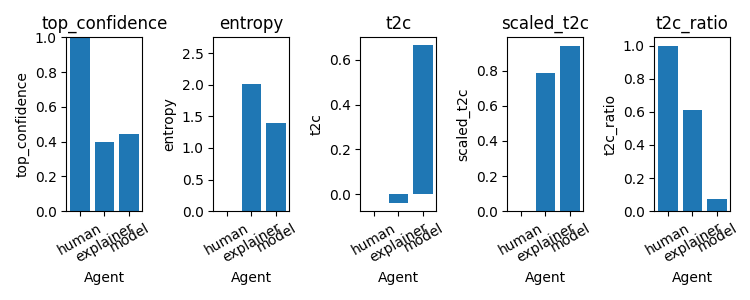 top_confidence
entropy
t2c
scaled_t2c
t2c_ratio
top_confidence
1.0
0.8
0.6
0.4
0.2
0.0
human
explainer
model
Agent
entropy
2.5
2.0
1.5
1.0
0.5
0.0
human
explainer
model
Agent
t2c
0.6
0.4
0.2
0.0
human
explainer
model
Agent
scaled_t2c
0.8
0.6
0.4
0.2
0.0
human
explainer
model
Agent
t2c_ratio
1.0
0.8
0.6
0.4
0.2
0.0
human
explainer
model
Agent